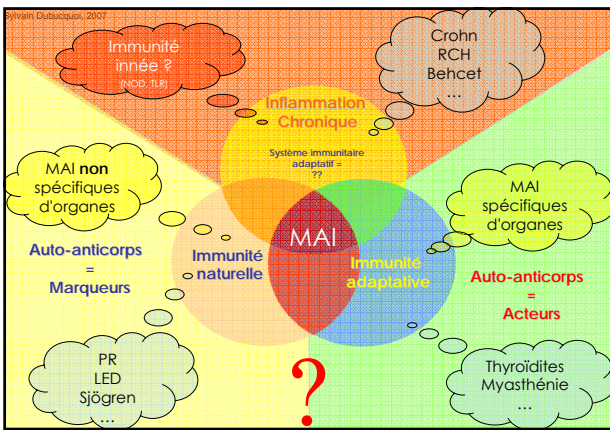 Sylvain Dubucquoi, 2007
Immunité
innée ?
(NOD, TLR)
Crohn
RCH
Behcet
...
Inflammation
Chronique
Système immunitaire
adaptatif =
??
MAI non
spécifiques
d'organes
MAI
spécifiques
d'organes
MAI
Immunité
naturelle
Immunité
adaptative
Auto-anticorps
=
Marqueurs
Auto-anticorps
=
Acteurs
PR
LED
Sjögren
...
?
Thyroïdites
Myasthénie
...